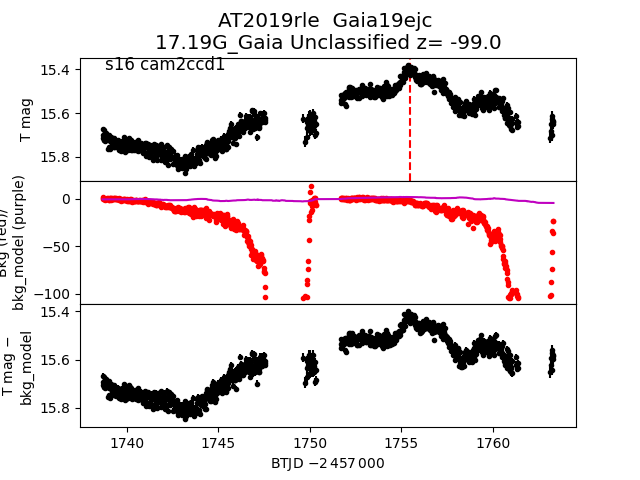 AT2019rle Gaia19ejc
17.19G_Gaia Unclassified z= -99.0
s16 cam2ccd1
15.4
15.6
15.8
T mag
0
−50
−100
Bkg (red)/
bkg_model (purple)
15.4
15.6
15.8
T mag −
bkg_model
1740 1745 1750 1755 1760
BTJD −2 457 000